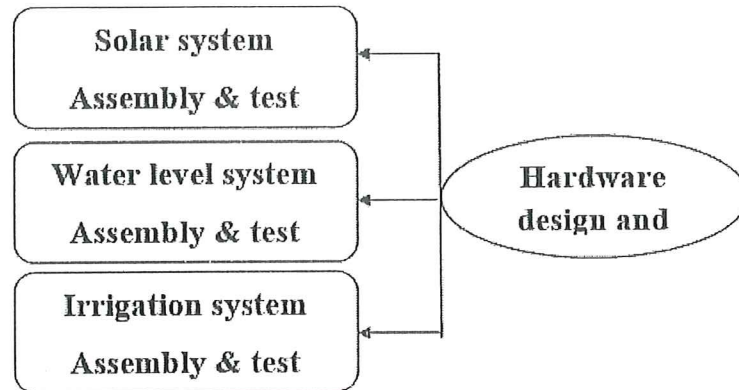 Solar system
Assembly & test
Water level system
Assembly & test
Irrigation system
Assembly & test
Hardware
design and